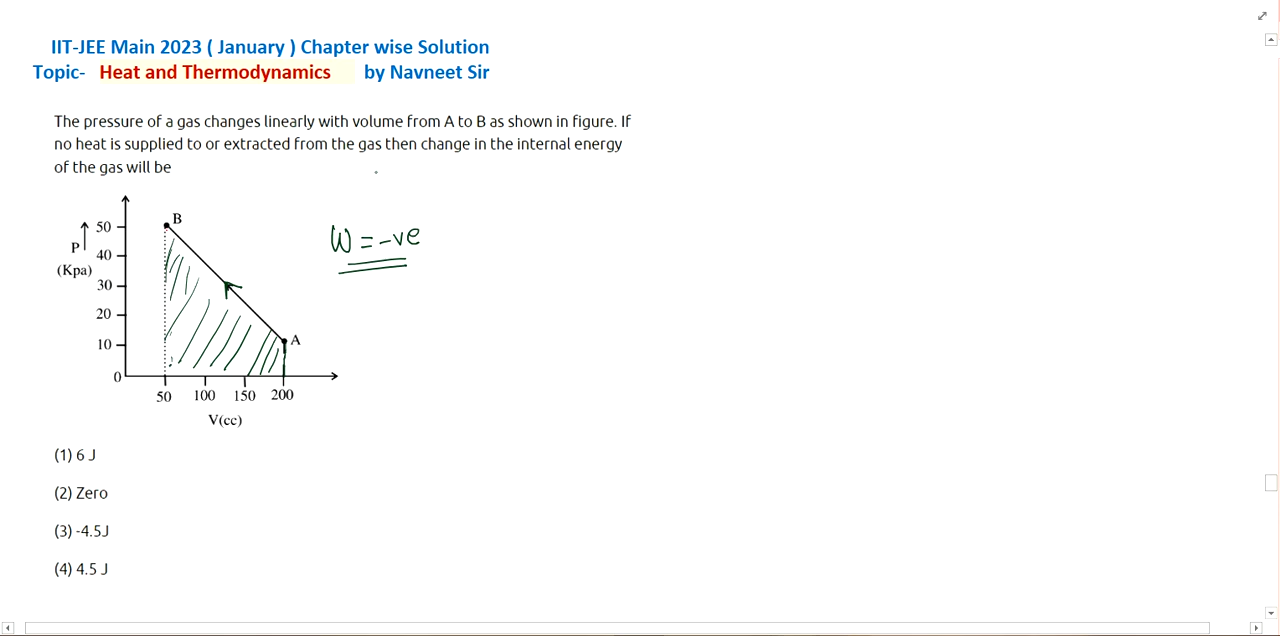 IIT-JEE Main 2023 ( January ) Chapter wise Solution
Topic- Heat and Thermodynamics by Navneet Sir
The pressure of a gas changes linearly with volume from A to B as shown in figure. If
no heat is supplied to or extracted from the gas then change in the internal energy
of the gas will be
B
50
P
40
(Kpa)
30
20
10
A
0
50 100 150 200
V(cc)
W = -ve
(1) 6 J
(2) Zero
(3) -4.5J
(4) 4.5 J